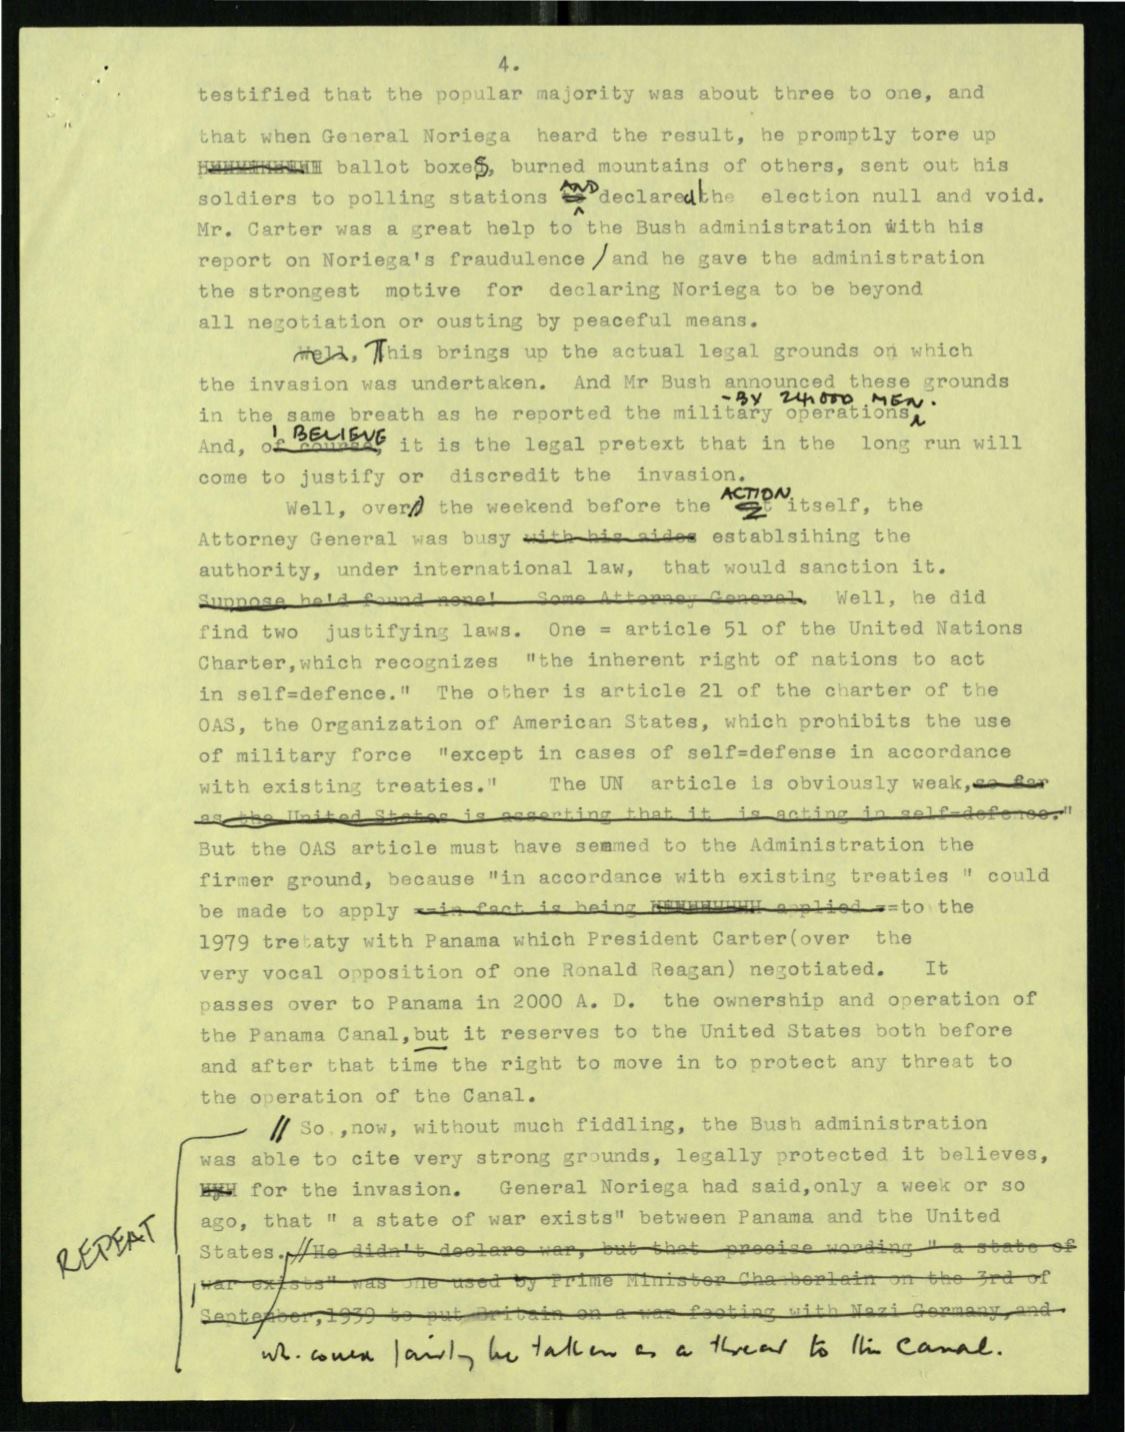 4.
testified that the popular majority was about three to one, and
that when General Noriega heard the result, he promptly tore up
ballot boxes, burned mountains of others, sent out his
soldiers to polling stations AND declared the election null and void.
Mr. Carter was a great help to the Bush administration with his
report on Noriega's fraudulence / and he gave the administration
the strongest motive for declaring Noriega to be beyond
all negotiation or ousting by peaceful means.
Well, This brings up the actual legal grounds on which
the invasion was undertaken. And Mr Bush announced these grounds
- BY 24,000 MEN.
in the same breath as he reported the military operations
I BELIEVE
And, of course, it is the legal pretext that in the long run will
come to justify or discredit the invasion.
ACTION
Well, over the weekend before the itself, the
Attorney General was busy with his aides establsihing the
authority, under international law, that would sanction it.
Suppose he'd found none! Some Attorney General. Well, he did
find two justifying laws. One = article 51 of the United Nations
Charter,which recognizes "the inherent right of nations to act
in self=defence." The other is article 21 of the charter of the
OAS, the Organization of American States, which prohibits the use
of military force "except in cases of self=defense in accordance
with existing treaties." The UN article is obviously weak, so far
as the United States is asserting that it is acting in self=defence."
But the OAS article must have semmed to the Administration the
firmer ground, because "in accordance with existing treaties " could
be made to apply ==in fact is being applied ==to the
1979 tretaty with Panama which President Carter(over the
very vocal opposition of one Ronald Reagan) negotiated. It
passes over to Panama in 2000 A. D. the ownership and operation of
the Panama Canal,but it reserves to the United States both before
and after that time the right to move in to protect any threat to
the operation of the Canal.
// So ,now, without much fiddling, the Bush administration
was able to cite very strong grounds, legally protected it believes,
for the invasion. General Noriega had said,only a week or so
ago, that " a state of war exists" between Panama and the United
REPEAT
States.//He didn't declare war, but that precise wording " a state of
war exists" was one used by Prime Minister Chamberlain on the 3rd of
September,1939 to put Britain on a war footing with Nazi Germany,and
wh. could fairly be taken as a threat to the Canal.